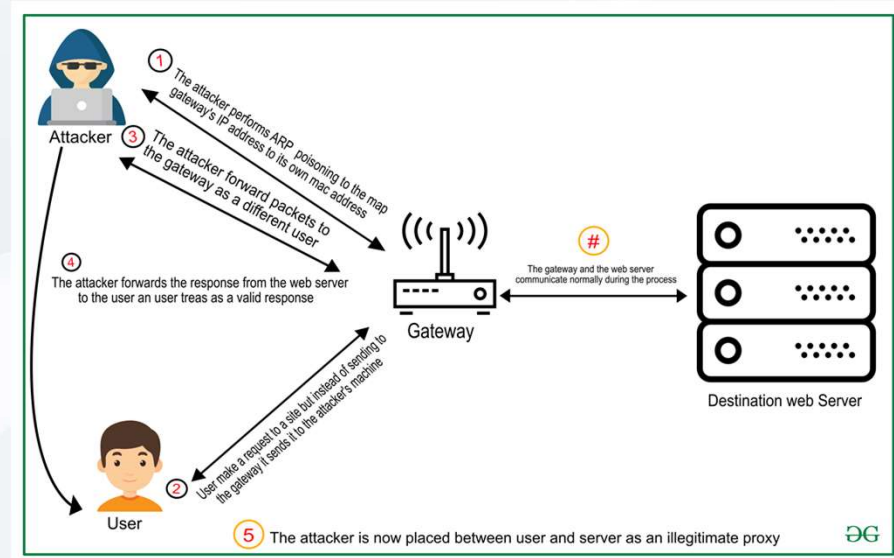 1
The attacker performs ARP poisoning to the map
gateway's IP address to its own mac address
Attacker
3
The attacker forward packets to
the gateway as a different user
4
The attacker forwards the response from the web server
to the user an user treas as a valid response
#
The gateway and the web server
communicate normally during the process
Gateway
Destination web Server
User make a request to a site but instead of sending to
the gateway it sends it to the attacker's machine
2
User
5 The attacker is now placed between user and server as an illegitimate proxy